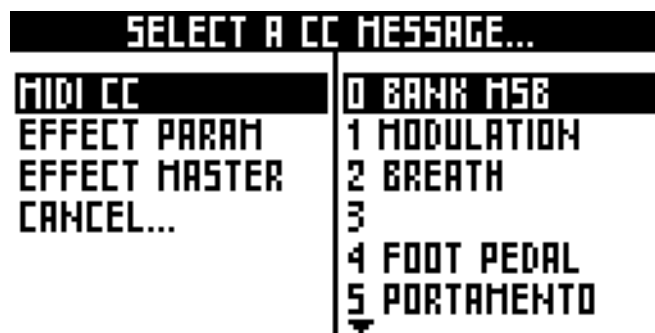 SELECT A CC MESSAGE...
MIDI CC
EFFECT PARAM
EFFECT MASTER
CANCEL...
0 BANK MSB
1 MODULATION
2 BREATH
3
4 FOOT PEDAL
5 PORTAMENTO